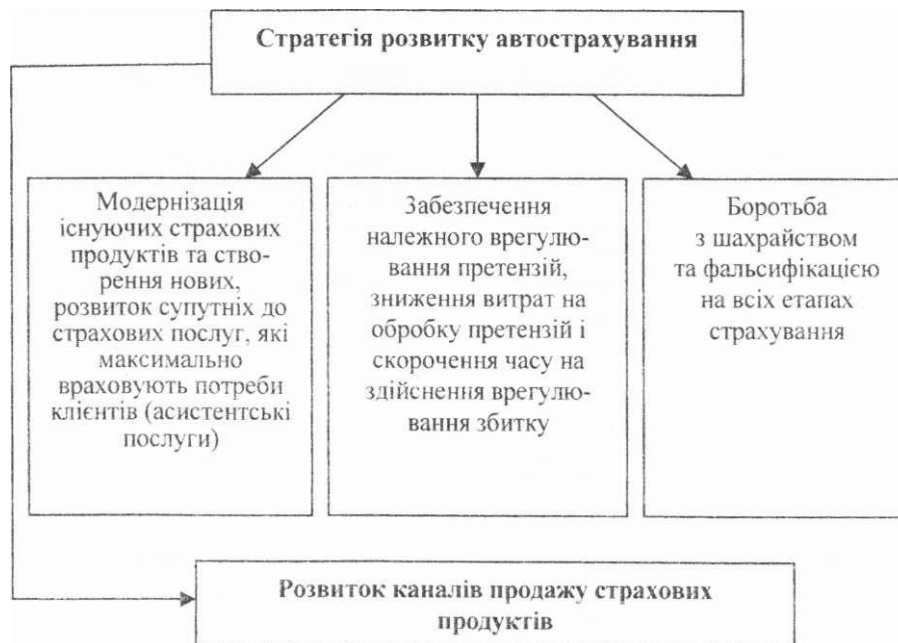 Стратегія розвитку автострахування
Модернізація
існуючих страхових
продуктів та ство-
рення нових,
розвиток супутніх до
страхових послуг, які
максимально
враховують потреби
клієнтів (асистентські
послуги)
Забезпечення
належного врегулю-
вання претензій,
зниження витрат на
обробку претензій і
скорочення часу на
здійснення врегулю-
вання збитку
Боротьба
з шахрайством
та фальсифікацією
на всіх етапах
страхування
Розвиток каналів продажу страхових
продуктів